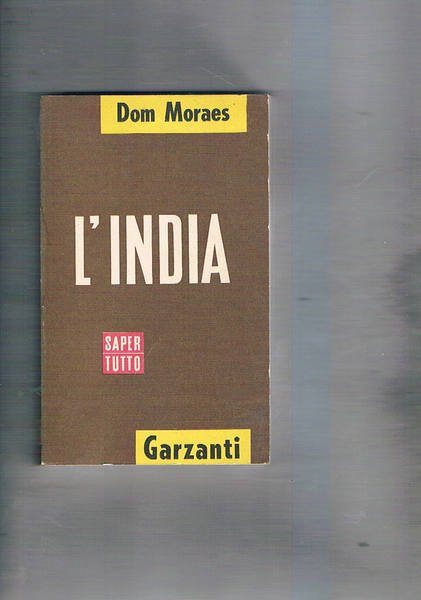 Dom Moraes
L'INDIA
SAPER
TUTTO
Garzanti